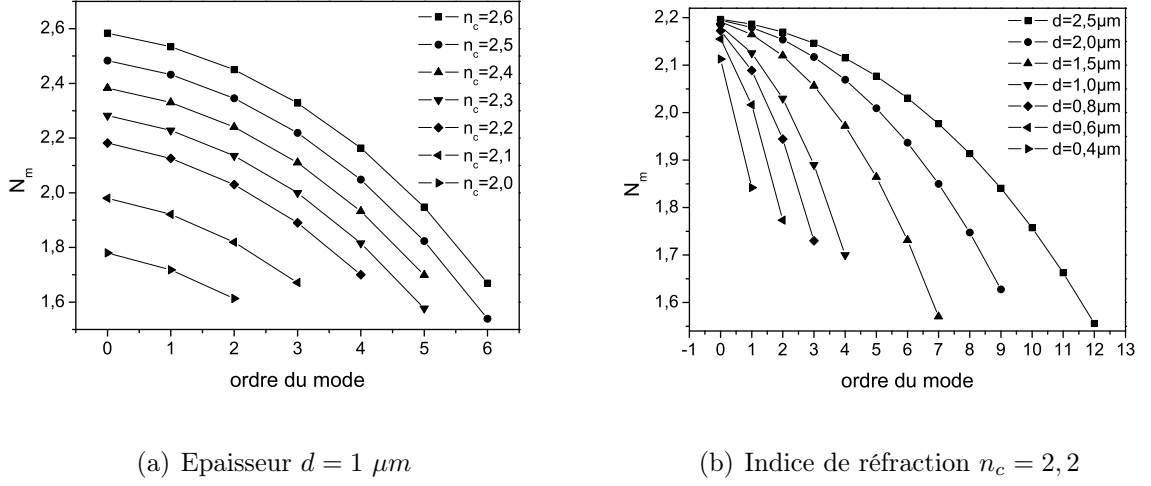 2,6
2,4
2,2
2,0
1,8
1,6
N_m
0 1 2 3 4 5 6
ordre du mode
n_c=2,6
n_c=2,5
n_c=2,4
n_c=2,3
n_c=2,2
n_c=2,1
n_c=2,0
(a) Epaisseur d = 1 μm
2,2
2,1
2,0
1,9
1,8
1,7
1,6
N_m
-1 0 1 2 3 4 5 6 7 8 9 10 11 12 13
ordre du mode
d=2,5µm
d=2,0µm
d=1,5µm
d=1,0µm
d=0,8µm
d=0,6µm
d=0,4µm
(b) Indice de réfraction n_c = 2, 2